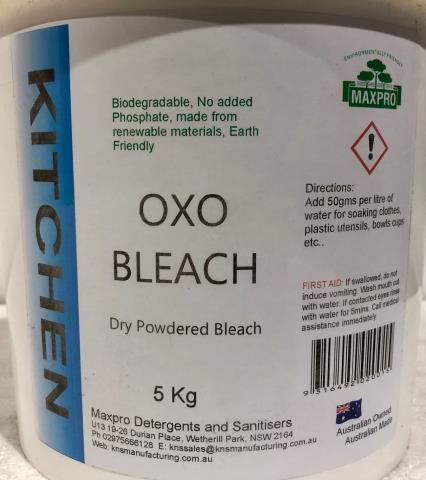 KITCHEN
Biodegradable, No added
Phosphate, made from
renewable materials, Earth
Friendly
ENVIRONMENTALLY FRIENDLY
MAXPRO
OXO
BLEACH
Dry Powdered Bleach
Directions:
Add 50gms per litre of
water for soaking clothes,
plastic utensils, bowls cups
etc..
FIRST AID: If swallowed, do not
induce vomiting. Wash mouth out
with water. If contacted eyes rinse
with water for 5mins. Call medical
assistance immediately
5 Kg
Maxpro Detergents and Sanitisers
U13 19-26 Durian Place, Wetherill Park, NSW 2164
Ph 02975666128 E: knssales@knsmanufacturing.com.au
Web: knsmanufacturing.com.au
Australian Owned
Australian Made